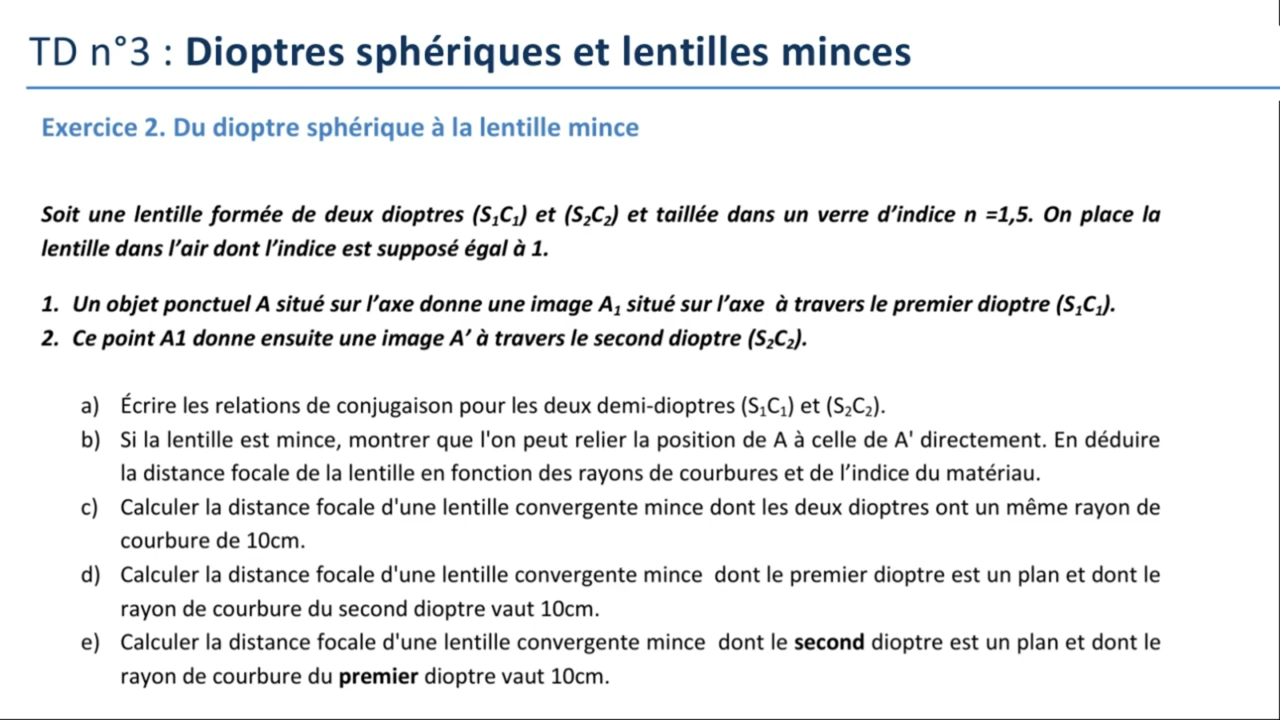 TD n°3 : Dioptres sphériques et lentilles minces
Exercice 2. Du dioptre sphérique à la lentille mince
Soit une lentille formée de deux dioptres (S₁C₁) et (S₂C₂) et taillée dans un verre d’indice n =1,5. On place la
lentille dans l’air dont l’indice est supposé égal à 1.
1. Un objet ponctuel A situé sur l’axe donne une image A₁ situé sur l’axe à travers le premier dioptre (S₁C₁).
2. Ce point A1 donne ensuite une image A’ à travers le second dioptre (S₂C₂).
a) Écrire les relations de conjugaison pour les deux demi-dioptres (S₁C₁) et (S₂C₂).
b) Si la lentille est mince, montrer que l'on peut relier la position de A à celle de A' directement. En déduire
la distance focale de la lentille en fonction des rayons de courbures et de l’indice du matériau.
c) Calculer la distance focale d'une lentille convergente mince dont les deux dioptres ont un même rayon de
courbure de 10cm.
d) Calculer la distance focale d'une lentille convergente mince dont le premier dioptre est un plan et dont le
rayon de courbure du second dioptre vaut 10cm.
e) Calculer la distance focale d'une lentille convergente mince dont le second dioptre est un plan et dont le
rayon de courbure du premier dioptre vaut 10cm.